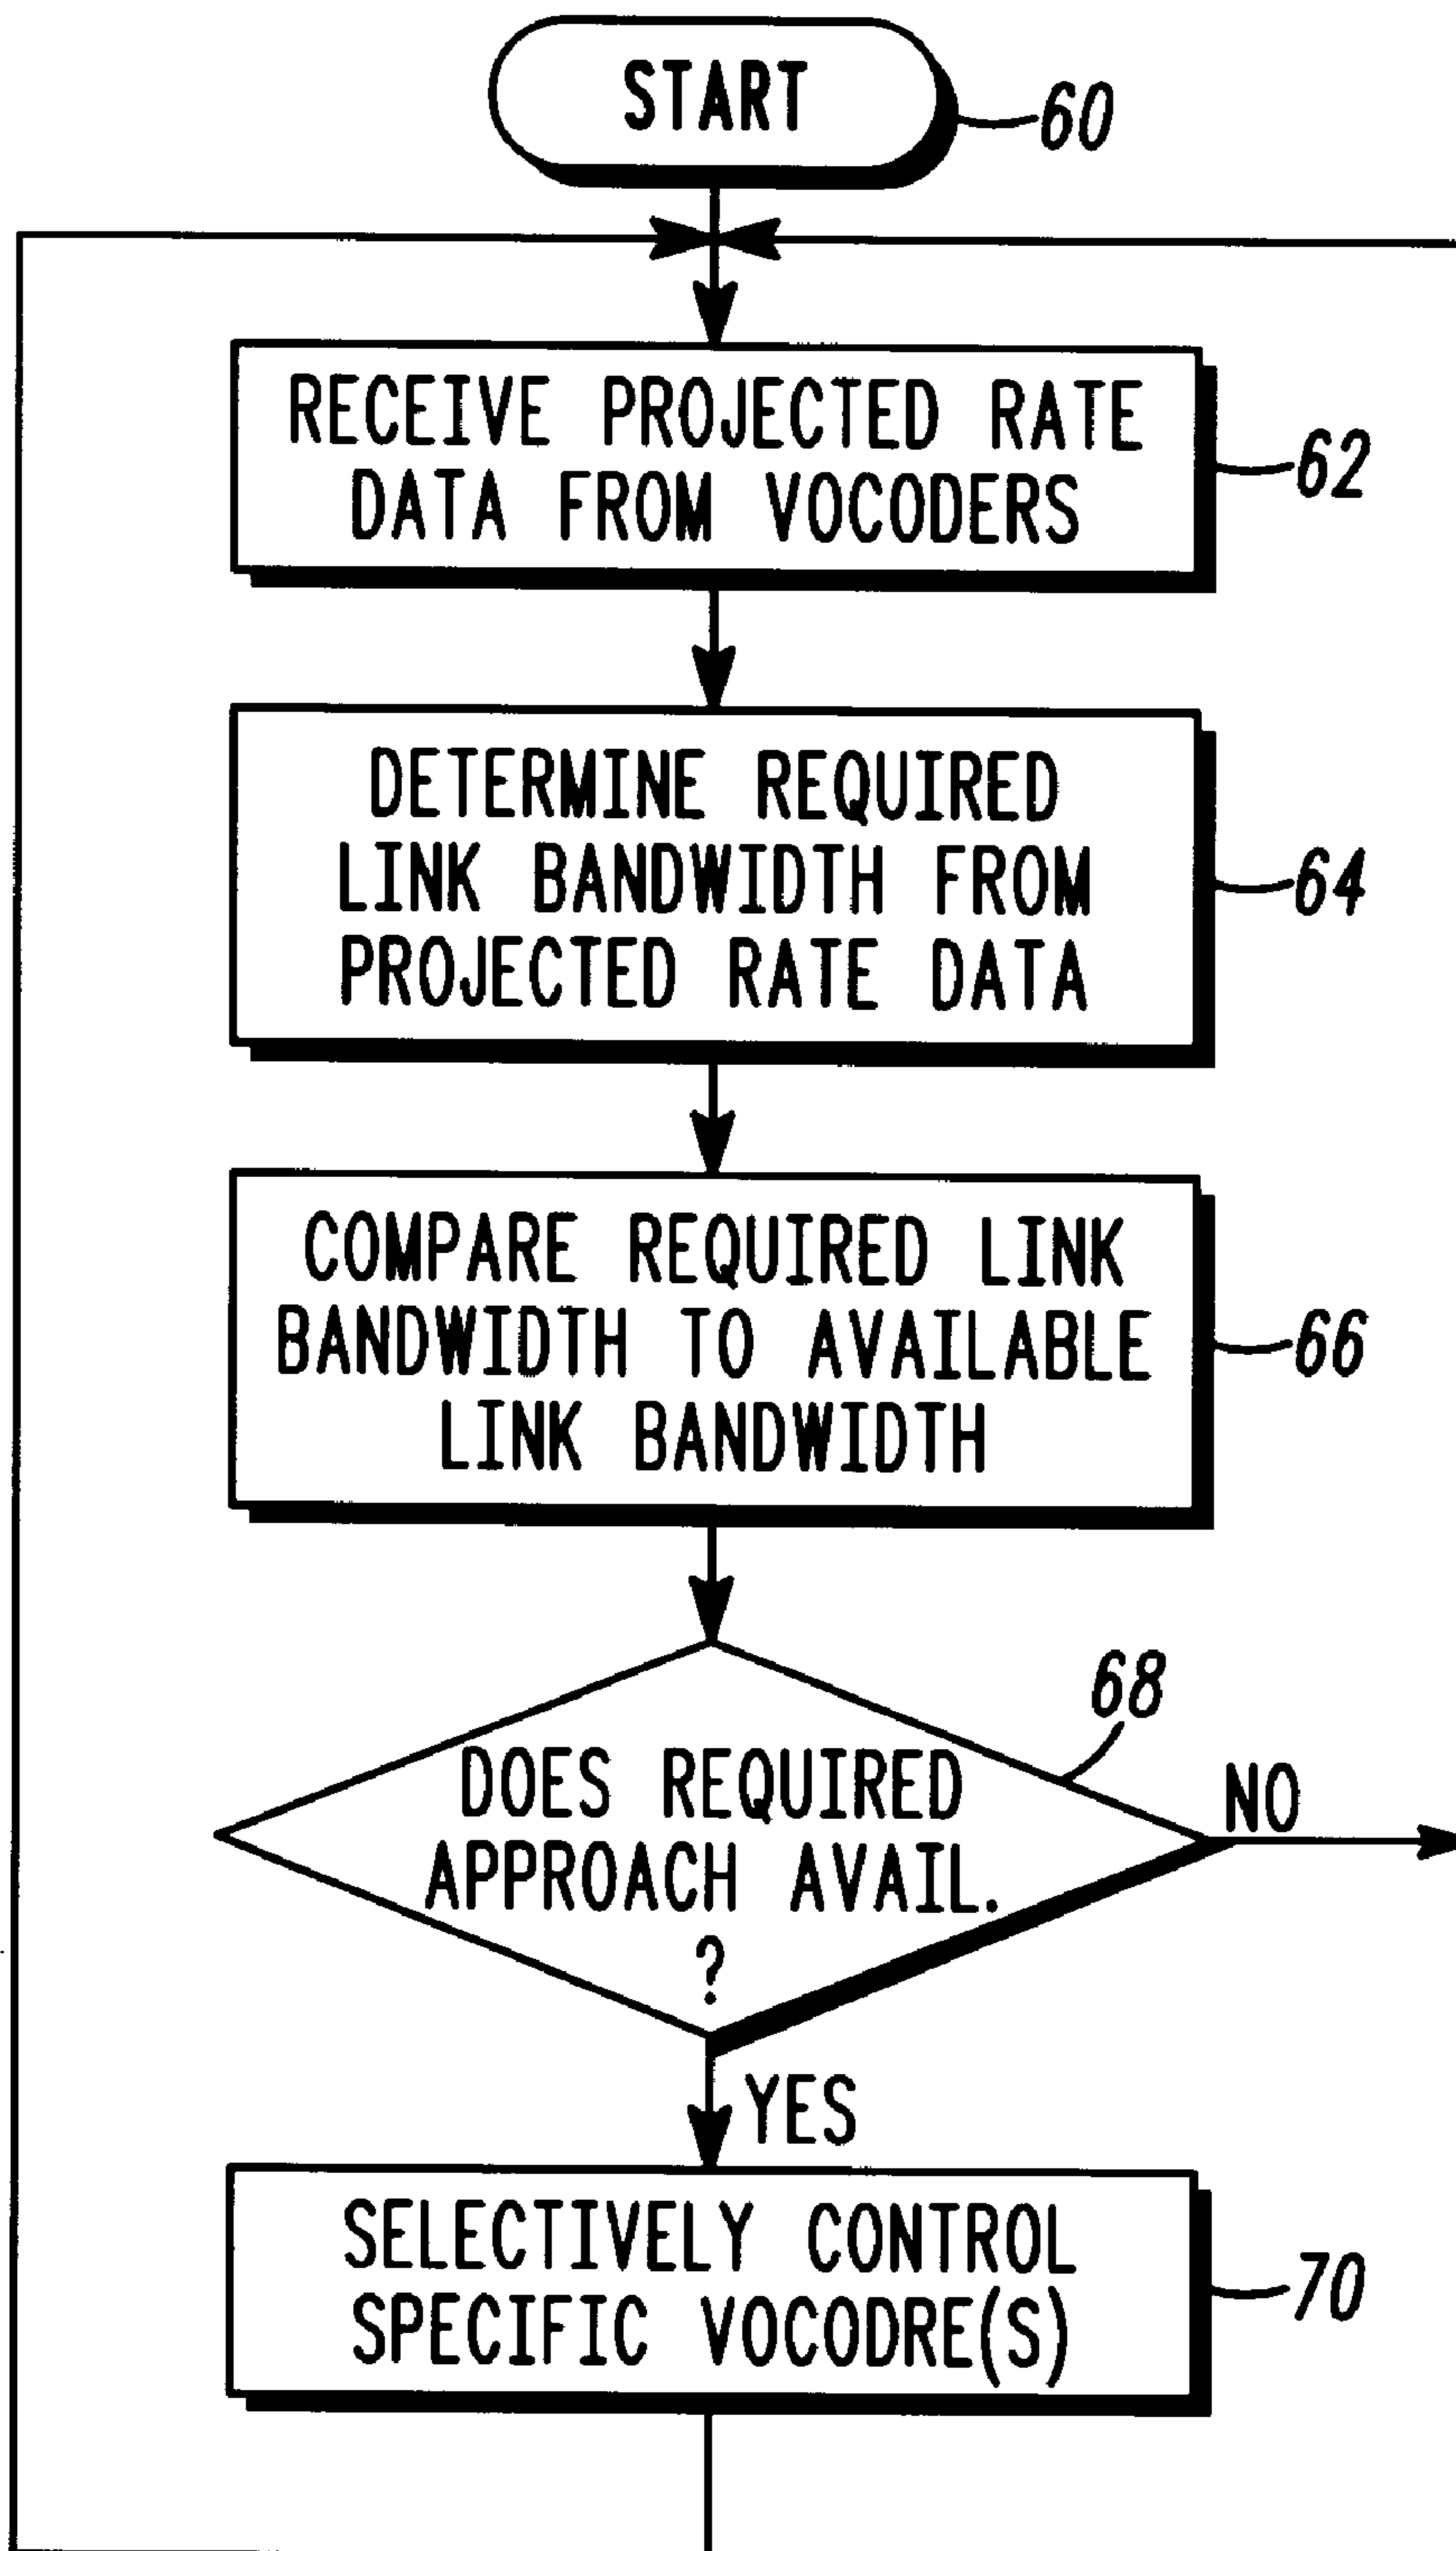 START
60
RECEIVE PROJECTED RATE
DATA FROM VOCODERS
62
DETERMINE REQUIRED
LINK BANDWIDTH FROM
PROJECTED RATE DATA
64
COMPARE REQUIRED LINK
BANDWIDTH TO AVAILABLE
LINK BANDWIDTH
66
68
DOES REQUIRED
APPROACH AVAIL.
?
NO
YES
SELECTIVELY CONTROL
SPECIFIC VOCODRE(S)
70